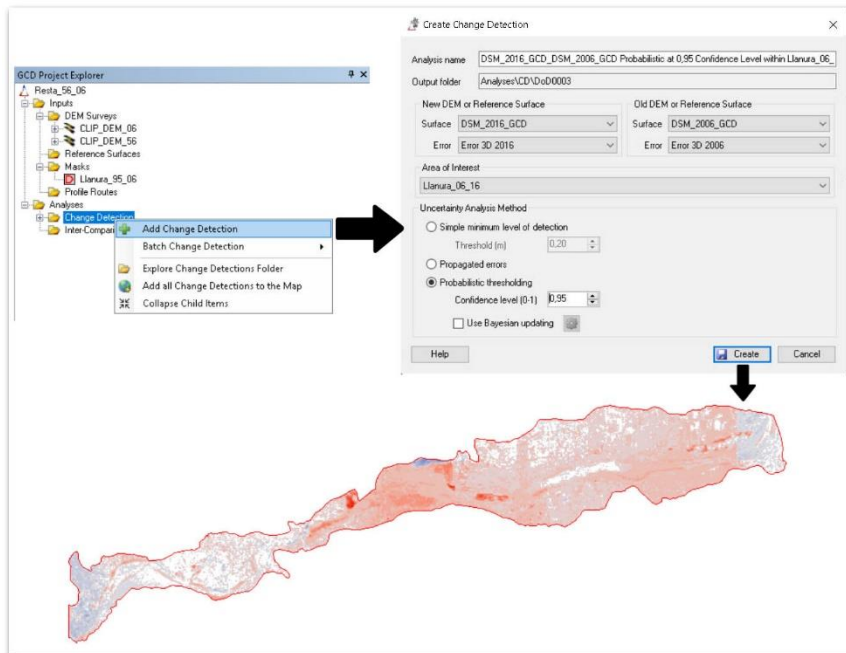 GCD Project Explorer
Resta_56_06
Inputs
DEM Surveys
CLIP_DEM_06
CLIP_DEM_56
Reference Surfaces
Masks
Llanura_95_06
Profile Routes
Analyses
Change Detection
Inter-Compari
Add Change Detection
Batch Change Detection
Explore Change Detections Folder
Add all Change Detections to the Map
Collapse Child Items
Create Change Detection
Analysis name DSM_2016_GCD_DSM_2006_GCD Probabilistic at 0,95 Confidence Level within Llanura_06_
Output folder Analyses\CD\DoD0003
New DEM or Reference Surface Old DEM or Reference Surface
Surface DSM_2016_GCD Surface DSM_2006_GCD
Error Error 3D 2016 Error Error 3D 2006
Area of Interest
Llanura_06_16
Uncertainty Analysis Method
Simple minimum level of detection
Threshold (m) 0,20
Propagated errors
Probabilistic thresholding
Confidence level (0-1) 0,95
Use Bayesian updating
Help Create Cancel